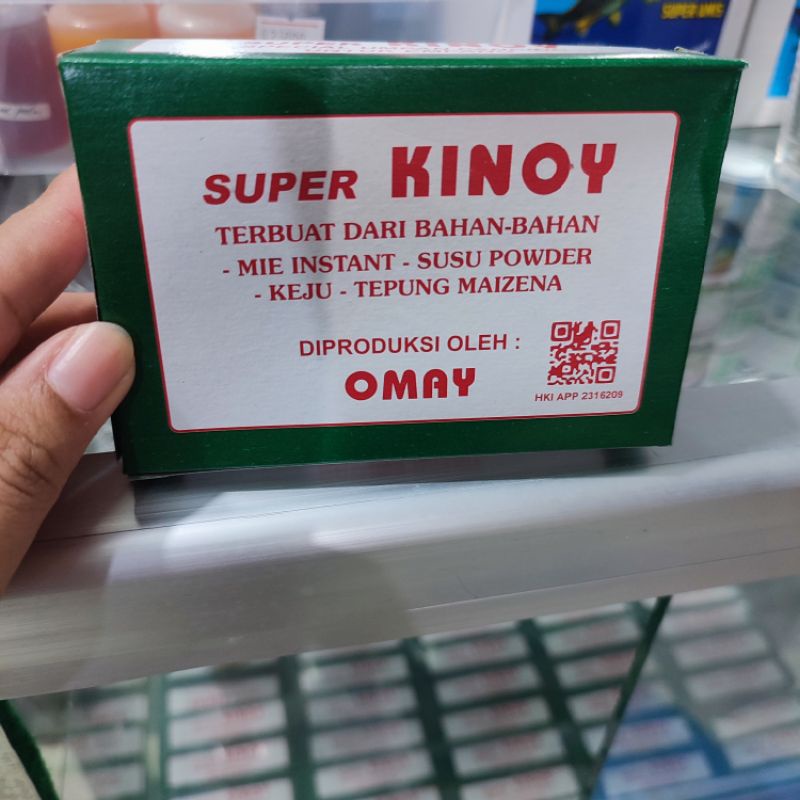 SUPER KINOY
TERBUAT DARI BAHAN-BAHAN
- MIE INSTANT - SUSU POWDER
- KEJU - TEPUNG MAIZENA
DIPRODUKSI OLEH :
OMAY
HKI APP 2316209